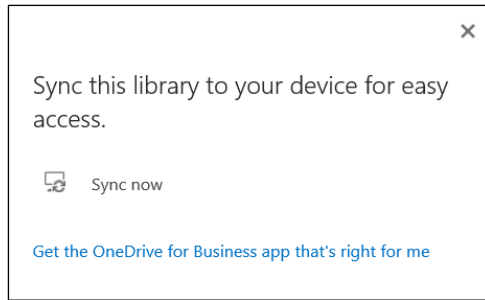 Sync this library to your device for easy
access.
Sync now
Get the OneDrive for Business app that's right for me